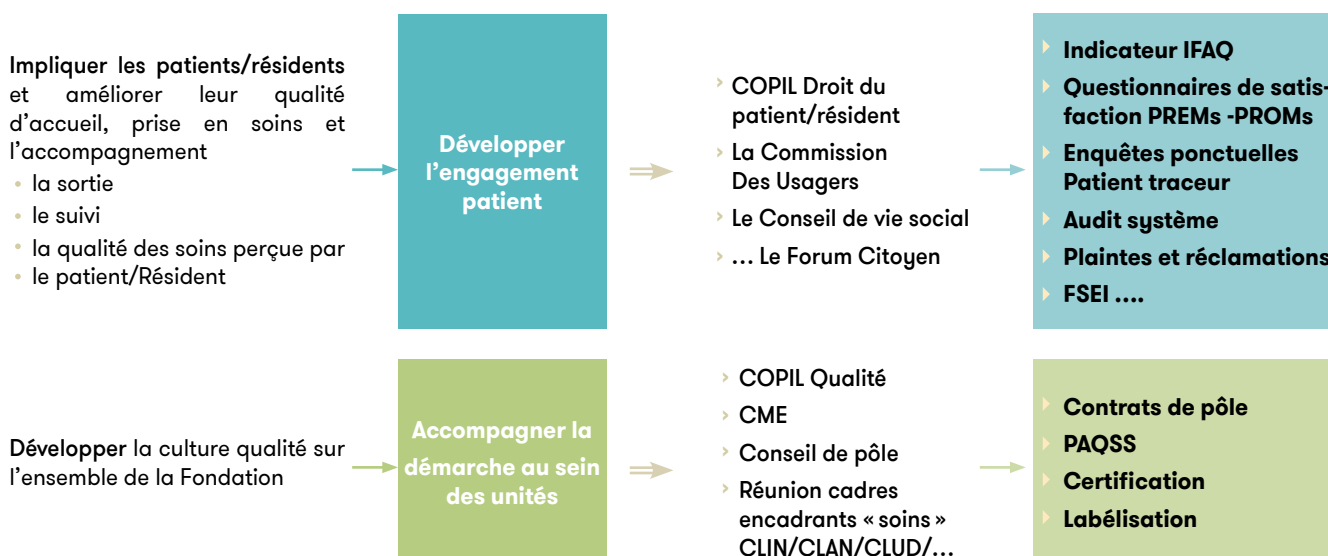 Impliquer les patients/résidents
et améliorer leur qualité
d'accueil, prise en soins et
l'accompagnement
• la sortie
• le suivi
• la qualité des soins perçue par
• le patient/Résident
Développer
l'engagement
patient
› COPIL Droit du
patient/résident
› La Commission
Des Usagers
› Le Conseil de vie social
› … Le Forum Citoyen
Indicateur IFAQ
Questionnaires de satis-
faction PREMs -PROMs
Enquêtes ponctuelles
Patient traceur
Audit système
Plaintes et réclamations
FSEI ….
Développer la culture qualité sur
l'ensemble de la Fondation
Accompagner la
démarche au sein
des unités
› COPIL Qualité
› CME
› Conseil de pôle
› Réunion cadres
encadrants « soins »
CLIN/CLAN/CLUD/…
Contrats de pôle
PAQSS
Certification
Labélisation